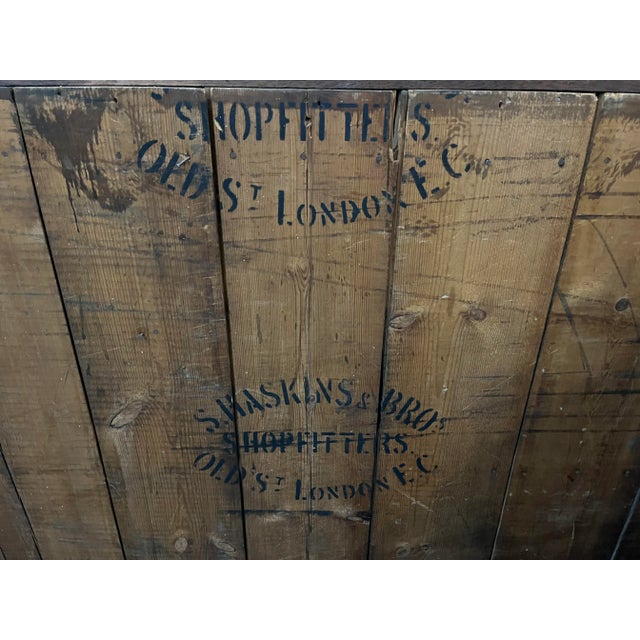 SHOPFITTERS.
OLD ST LONDON E.C.
S. HASKINS & BROS
SHOPFITTERS.
OLD ST LONDON E.C.